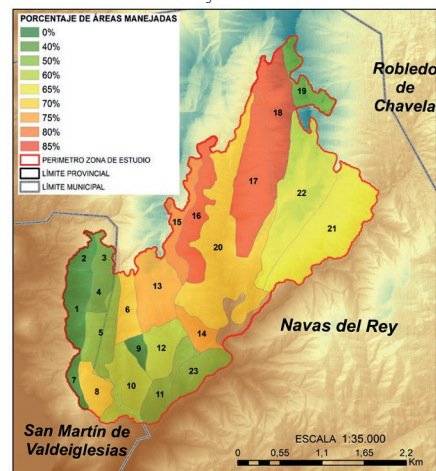 PORCENTAJE DE ÁREAS MANEJADAS
0%
40%
50%
60%
65%
70%
75%
80%
85%
PERIMETRO ZONA DE ESTUDIO
LÍMITE PROVINCIAL
LÍMITE MUNICIPAL
Robledo
de
Chavela
19
18
17
22
15
16
20
21
2
3
13
4
1
6
5
Navas del Rey
14
9
12
7
8
10
23
11
San Martín de
Valdeiglesias
ESCALA 1:35.000
0 0,55 1,10 1,65 2,2
Km